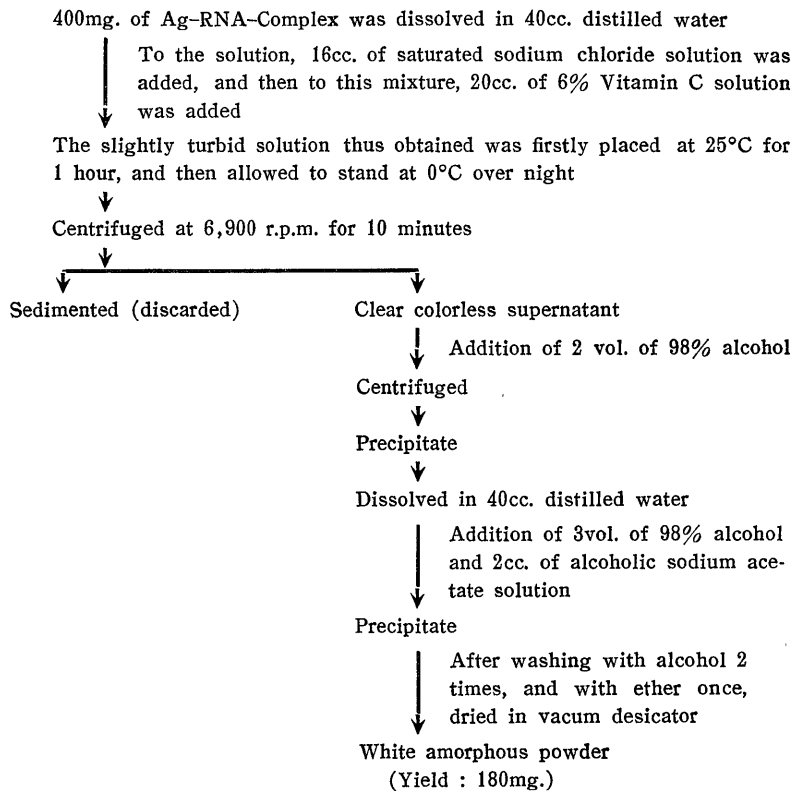 400mg. of Ag-RNA-Complex was dissolved in 40cc. distilled water
To the solution, 16cc. of saturated sodium chloride solution was
added, and then to this mixture, 20cc. of 6% Vitamin C solution
was added
The slightly turbid solution thus obtained was firstly placed at 25°C for
1 hour, and then allowed to stand at 0°C over night
Centrifuged at 6,900 r.p.m. for 10 minutes
Sedimented (discarded)
Clear colorless supernatant
Addition of 2 vol. of 98% alcohol
Centrifuged
Precipitate
Dissolved in 40cc. distilled water
Addition of 3vol. of 98% alcohol
and 2cc. of alcoholic sodium ace-
tate solution
Precipitate
After washing with alcohol 2
times, and with ether once,
dried in vacum desicator
White amorphous powder
(Yield : 180mg.)